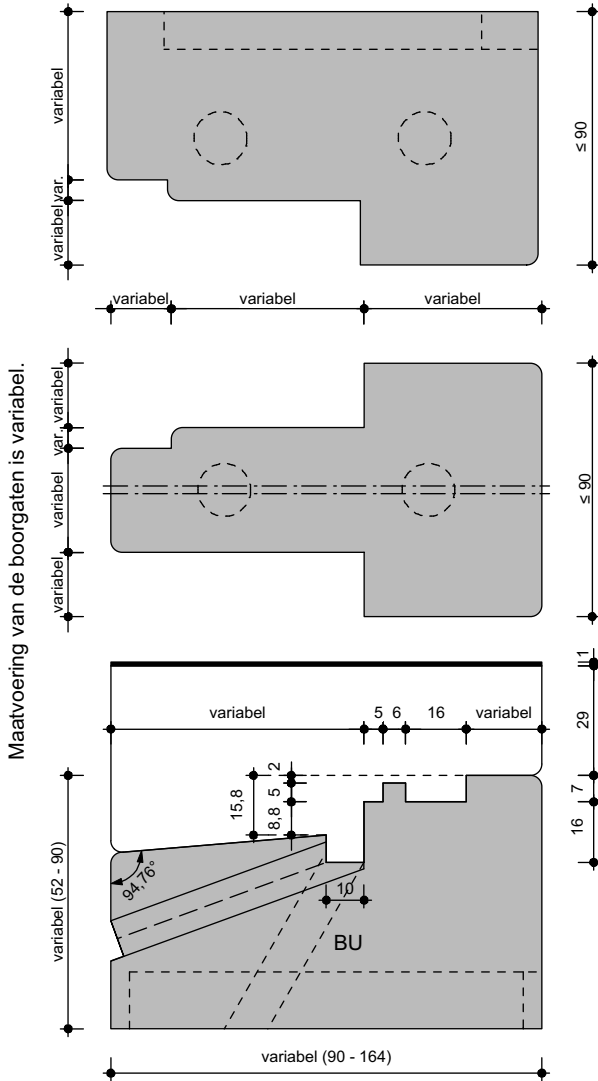 variabel
var.
variabel
≤ 90
variabel
variabel
variabel
Maatvoering van de boorgaten is variabel.
variabel
var.
variabel
variabel
≤ 90
1
variabel
5
6
16
variabel
29
2
5
8,8
15,8
7
16
94,76°
variabel (52 - 90)
10
BU
variabel (90 - 164)